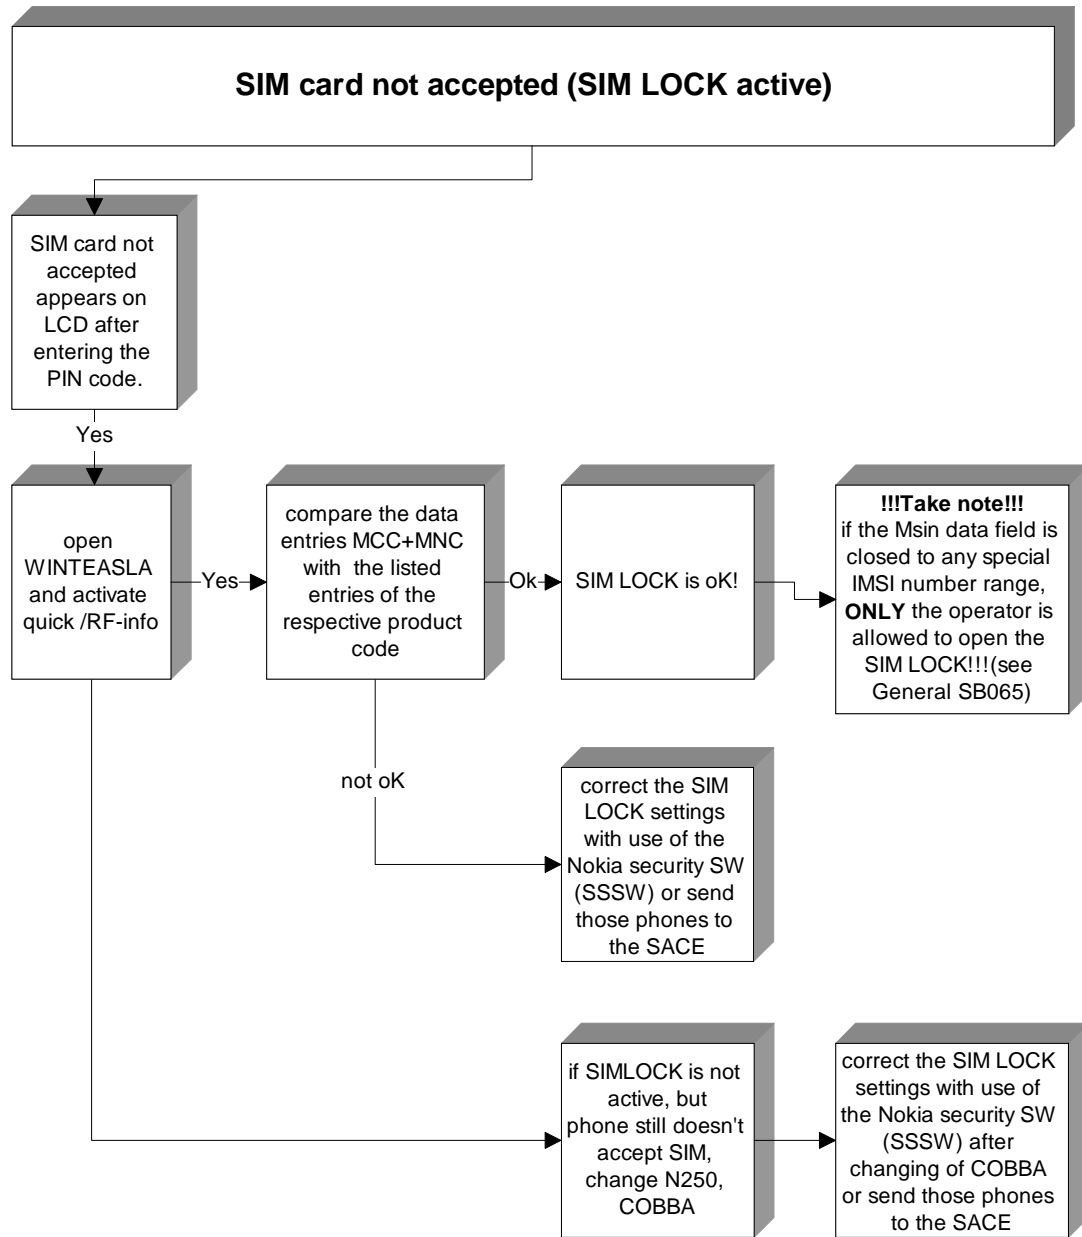 SIM card not accepted (SIM LOCK active)
SIM card not
accepted
appears on
LCD after
entering the
PIN code.
Yes
open
WINTEASLA
and activate
quick /RF-info
Yes
compare the data
entries MCC+MNC
with the listed
entries of the
respective product
code
Ok
SIM LOCK is oK!
!!!Take note!!!
if the Msin data field is
closed to any special
IMSI number range,
ONLY the operator is
allowed to open the
SIM LOCK!!!(see
General SB065)
not oK
correct the SIM
LOCK settings
with use of the
Nokia security SW
(SSSW) or send
those phones to
the SACE
if SIMLOCK is not
active, but
phone still doesn't
accept SIM,
change N250,
COBBA
correct the SIM LOCK
settings with use of
the Nokia security SW
(SSSW) after
changing of COBBA
or send those phones
to the SACE